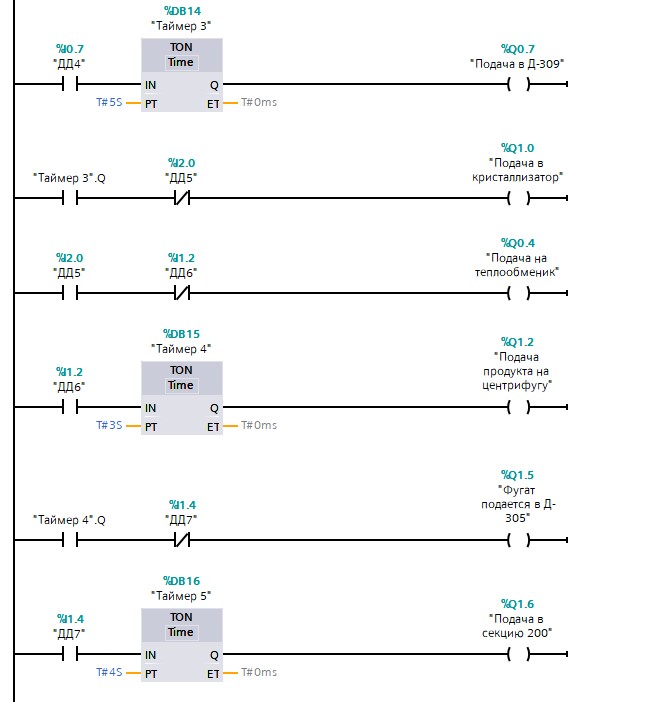 %DB14
"Таймер 3"
%I0.7
"ДД4"
TON
Time
%Q0.7
"Подача в Д-309"
IN
Q
T#5S
PT
ET
T#0ms
"Таймер 3".Q
%I2.0
"ДД5"
%Q1.0
"Подача в
кристаллизатор"
%I2.0
"ДД5"
%I1.2
"ДД6"
%Q0.4
"Подача на
теплообменик"
%DB15
"Таймер 4"
%I1.2
"ДД6"
TON
Time
%Q1.2
"Подача
продукта на
центрифугу"
IN
Q
T#3S
PT
ET
T#0ms
"Таймер 4".Q
%I1.4
"ДД7"
%Q1.5
"Фугат
подается в Д-
305"
%DB16
"Таймер 5"
%I1.4
"ДД7"
TON
Time
%Q1.6
"Подача в
секцию 200"
IN
Q
T#4S
PT
ET
T#0ms